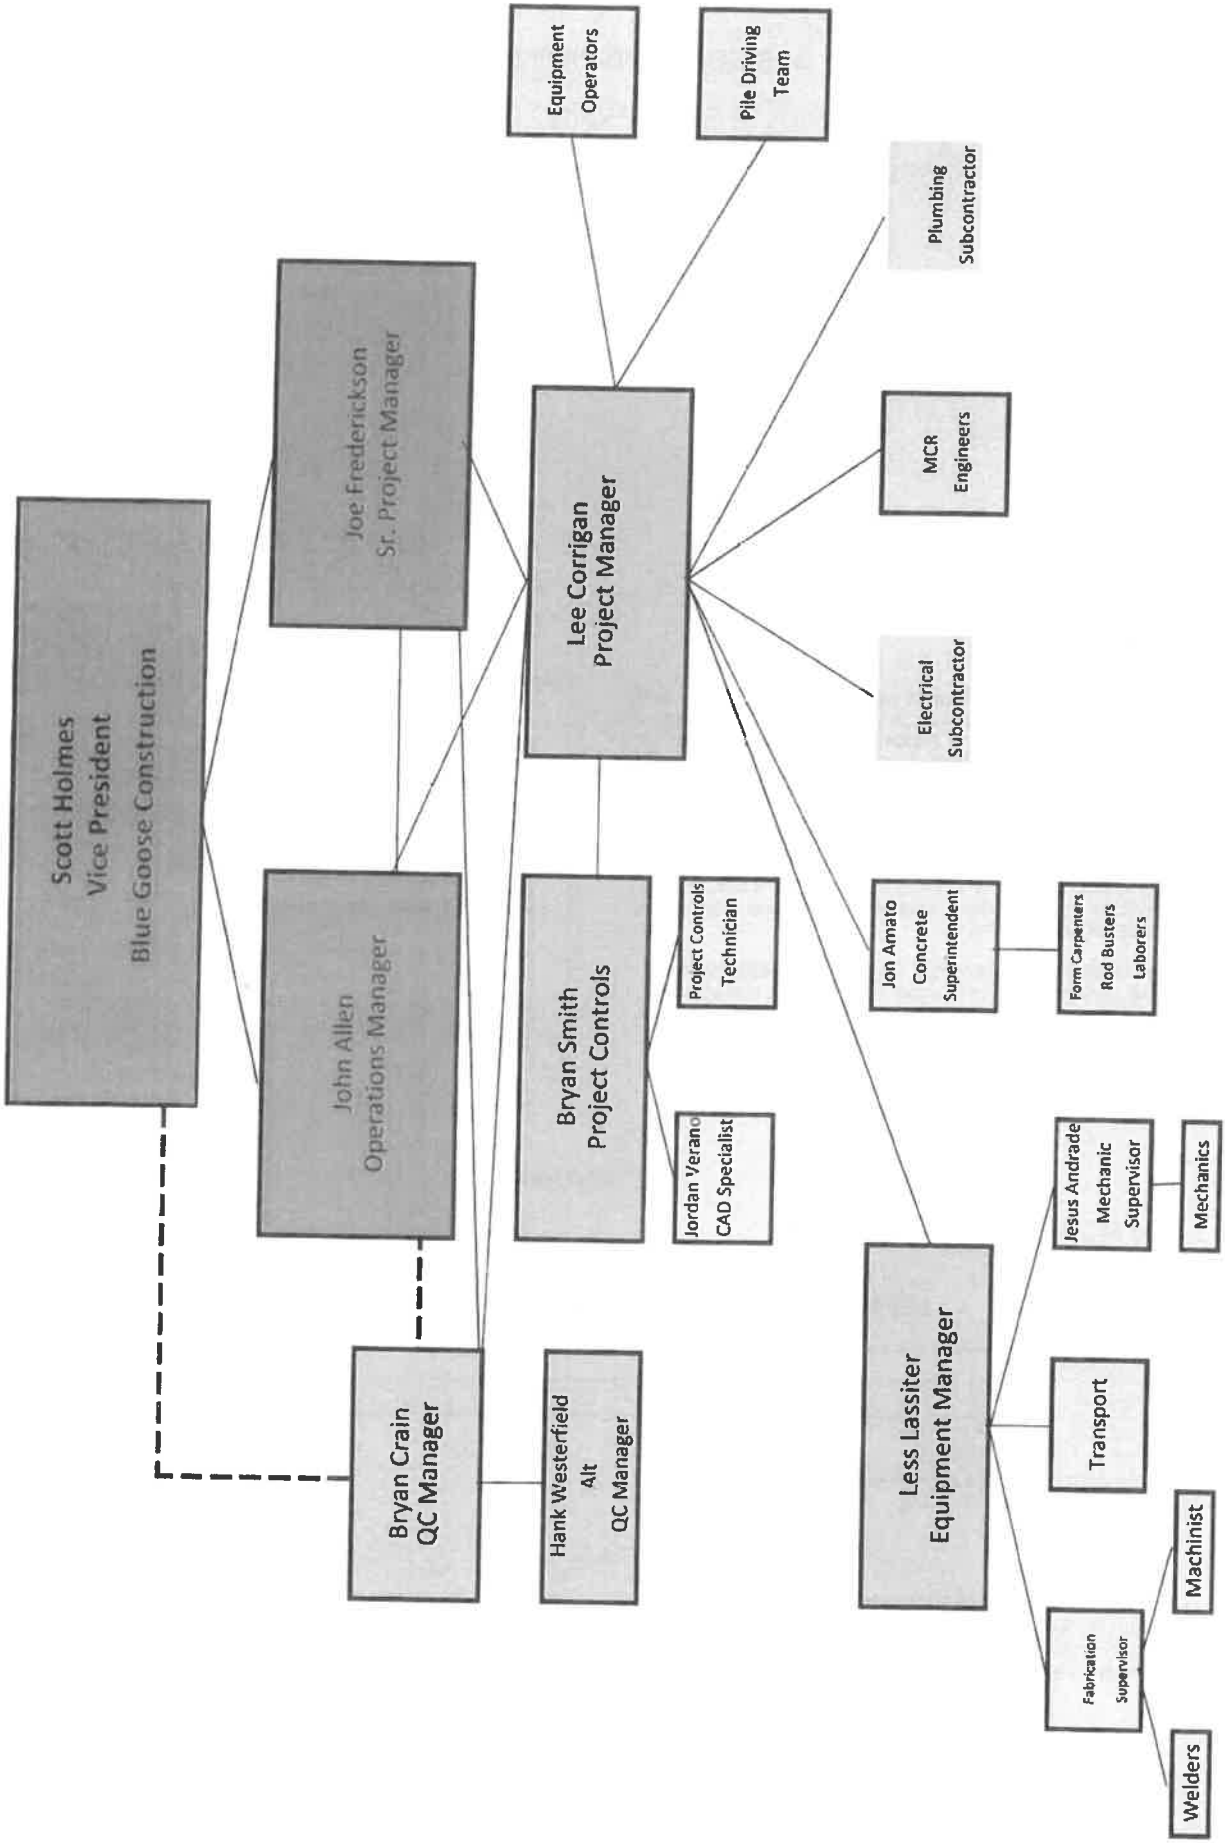 Scott Holmes
Vice President
Blue Goose Construction
John Allen
Operations Manager
Joe Frederickson
Sr. Project Manager
Bryan Crain
QC Manager
Hank Westerfield
Alt
QC Manager
Bryan Smith
Project Controls
Jordan Verano
CAD Specialist
Project Controls
Technician
Lee Corrigan
Project Manager
Equipment
Operators
Pile Driving
Team
Less Lassiter
Equipment Manager
Jon Amato
Concrete
Superintendent
Form Carpenters
Rod Busters
Laborers
Electrical
Subcontractor
MCR
Engineers
Plumbing
Subcontractor
Fabrication
Supervisor
Transport
Jesus Andrade
Mechanic
Supervisor
Welders
Machinist
Mechanics